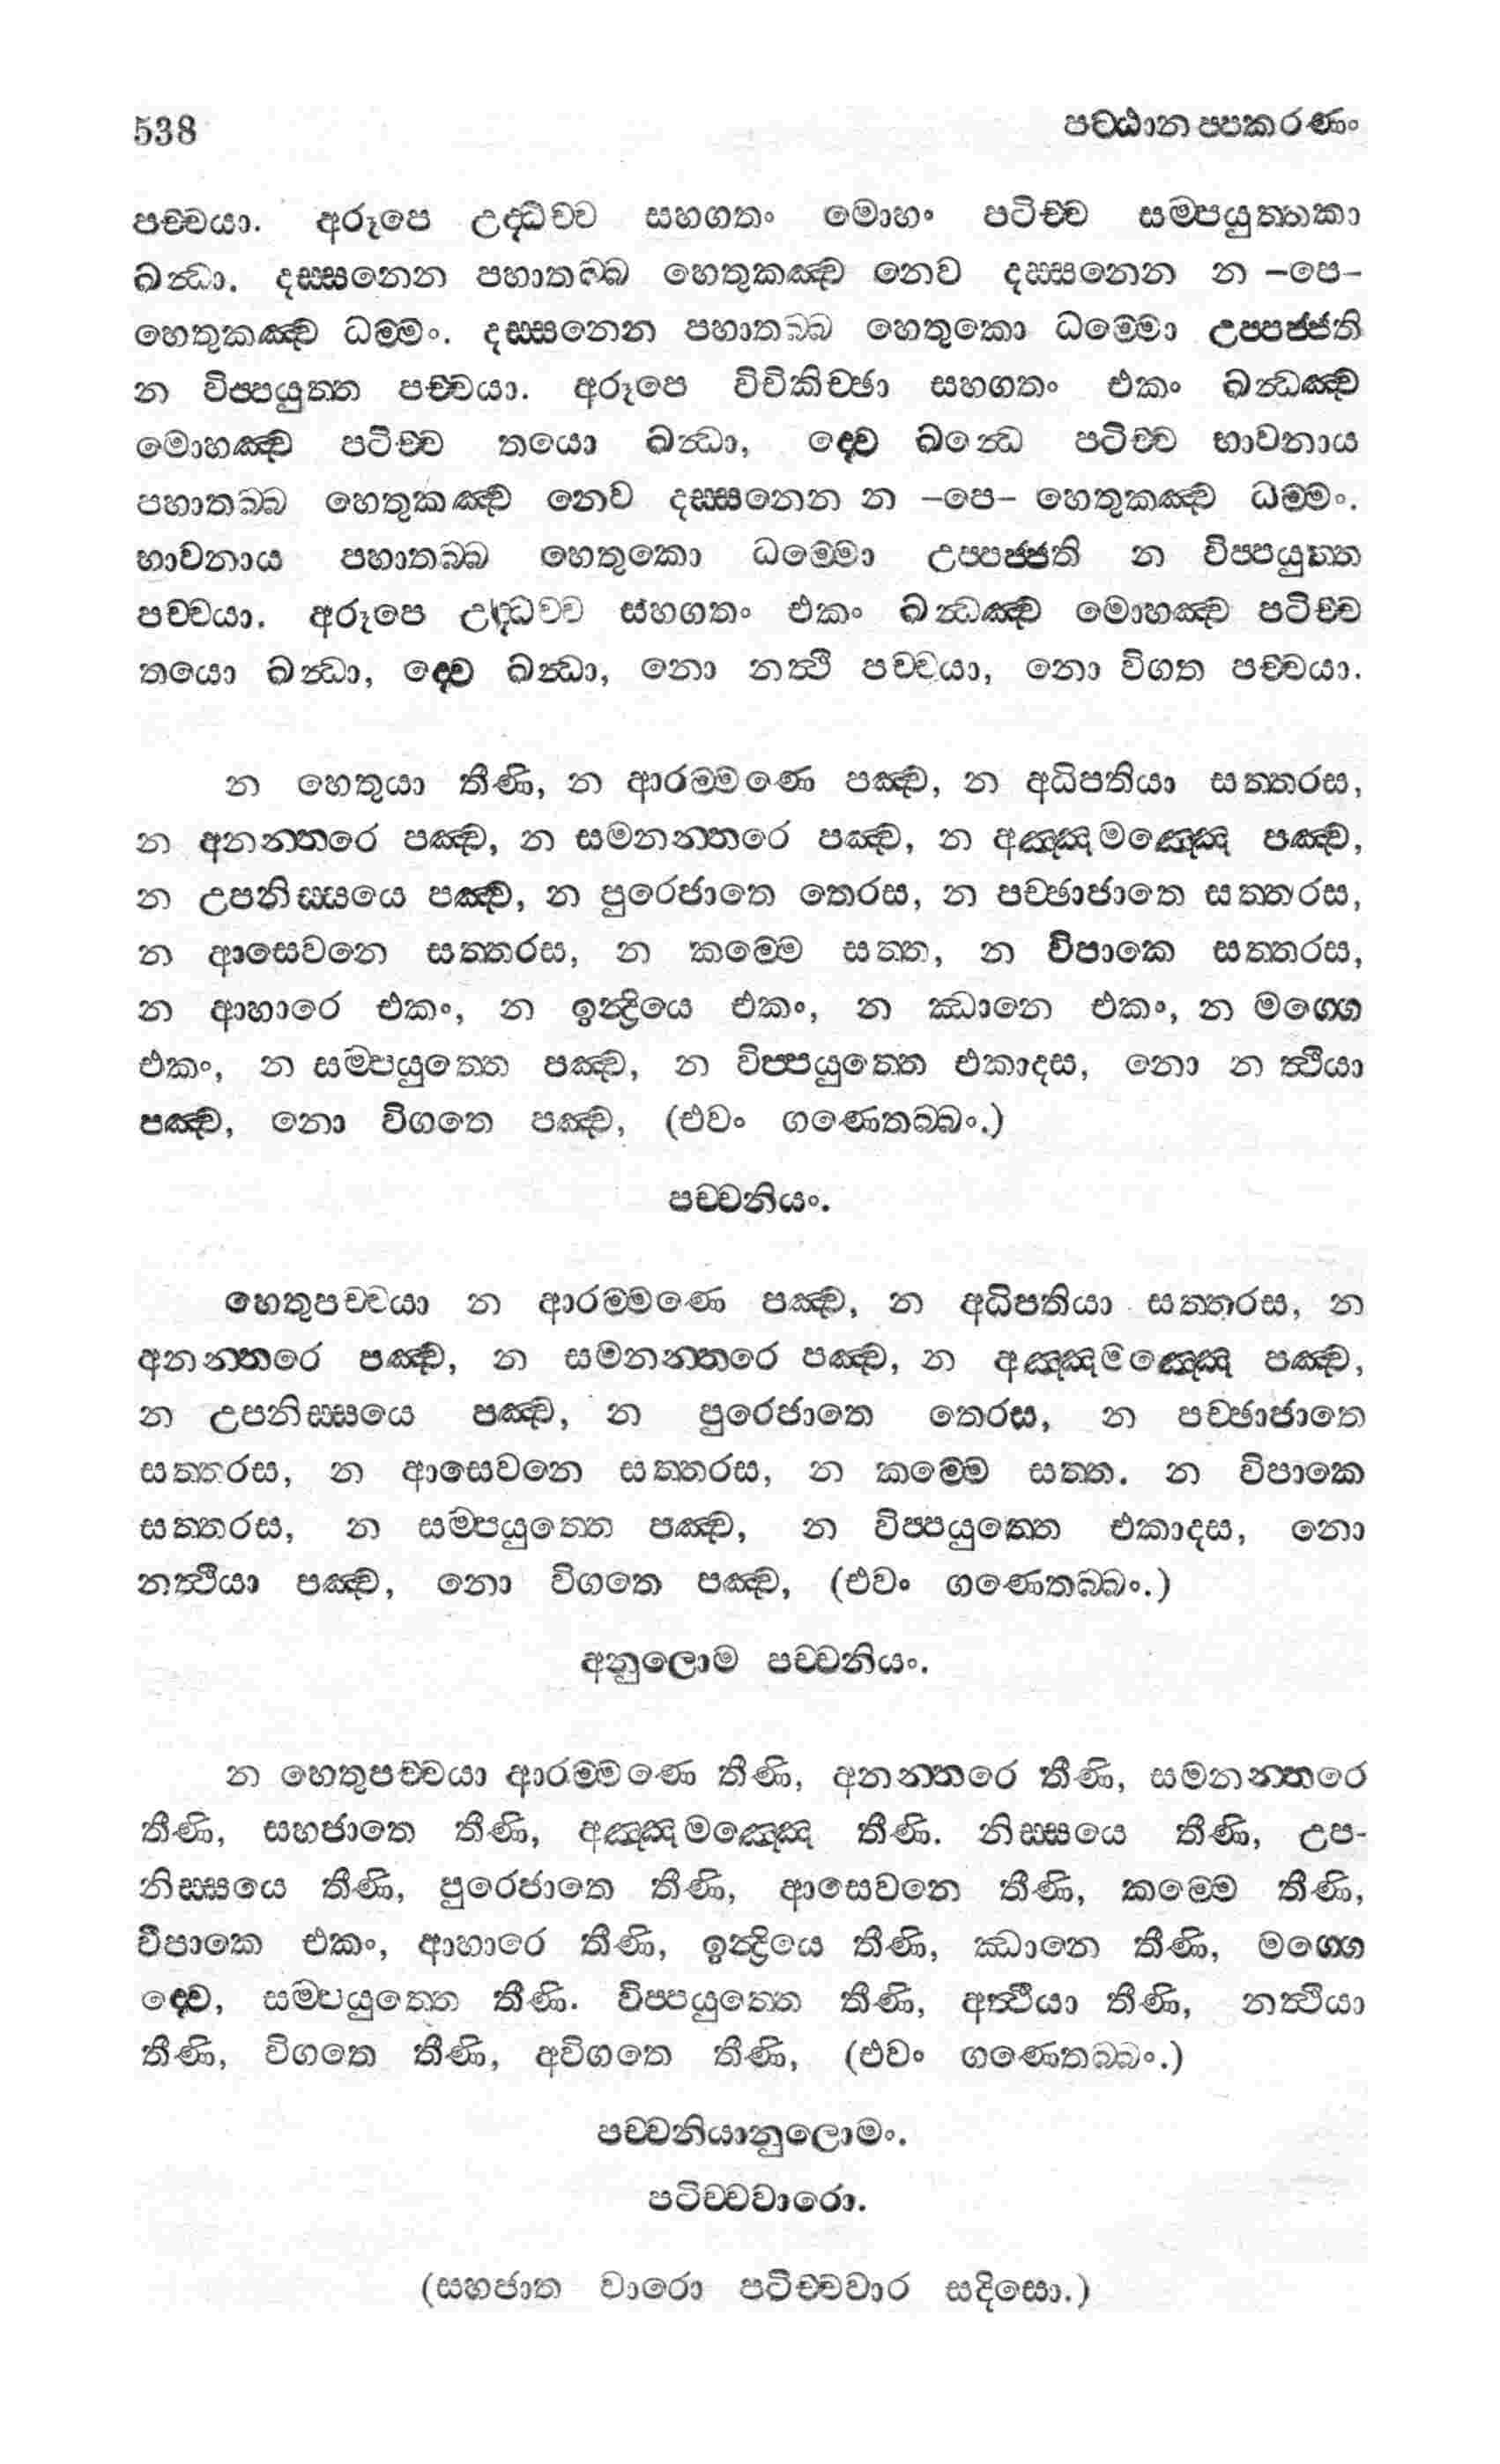 538 පට්ඨානප්පකරණං
පච්චයා. අරූපෙ උද්ධච්ච සහගතං මොහං පටිච්ච සම්පයුත්තකා
ඛන්ධා. දස්සනෙන පහාතබ්බ හෙතුකඤ්ච නෙව දස්සනෙන න –පෙ–
හෙතුකඤ්ච ධම්මං. දස්සනෙන පහාතබ්බ හෙතුකො ධම්මො උප්පජ්ජති
න විප්පයුත්ත පච්චයා. අරූපෙ විචිකිච්ඡා සහගතං එකං ඛන්ධඤ්ච
මොහඤ්ච පටිච්ච තයො ඛන්ධා, ද්වෙ ඛන්ධෙ පටිච්ච භාවනාය
පහාතබ්බ හෙතුකඤ්ච නෙව දස්සනෙන න –පෙ– හෙතුකඤ්ච ධම්මං.
භාවනාය පහාතබ්බ හෙතුකො ධම්මො උප්පජ්ජති න විප්පයුත්ත
පච්චයා. අරූපෙ උද්ධච්ච සහගතං එකං ඛන්ධඤ්ච මොහඤ්ච පටිච්ච
තයො ඛන්ධා, ද්වෙ ඛන්ධා, නො නත්ථි පච්චයා, නො විගත පච්චයා.
න හෙතුයා තීණි, න ආරම්මණෙ පඤ්ච, න අධිපතියා සත්තරස,
න අනන්තරෙ පඤ්ච, න සමනන්තරෙ පඤ්ච, න අඤ්ඤමඤ්ඤෙ පඤ්ච,
න උපනිස්සයෙ පඤ්ච, න පුරෙජාතෙ තෙරස, න පච්ඡාජාතෙ සත්තරස,
න ආසෙවනෙ සත්තරස, න කම්මෙ සත්ත, න විපාකෙ සත්තරස,
න ආහාරෙ එකං, න ඉන්ද්‍රියෙ එකං, න ඣානෙ එකං, න මග්ගෙ
එකං, න සම්පයුත්තෙ පඤ්ච, න විප්පයුත්තෙ එකාදස, නො න ත්ථියා
පඤ්ච, නො විගතෙ පඤ්ච, (එවං ගණෙතබ්බං.)
පච්චනියං.
හෙතුපච්චයා න ආරම්මණෙ පඤ්ච, න අධිපතියා සත්තරස, න
අනන්තරෙ පඤ්ච, න සමනන්තරෙ පඤ්ච, න අඤ්ඤමඤ්ඤෙ පඤ්ච,
න උපනිස්සයෙ පඤ්ච, න පුරෙජාතෙ තෙරස, න පච්ඡාජාතෙ
සත්තරස, න ආසෙවනෙ සත්තරස, න කම්මෙ සත්ත. න විපාකෙ
සත්තරස, න සම්පයුත්තෙ පඤ්ච, න විප්පයුත්තෙ එකාදස, නො
නත්ථියා පඤ්ච, නො විගතෙ පඤ්ච, (එවං ගණෙතබ්බං.)
අනුලොම පච්චනියං.
න හෙතුපච්චයා ආරම්මණෙ තීණි, අනන්තරෙ තීණි, සමනන්තරෙ
තීණි, සහජාතෙ තීණි, අඤ්ඤමඤ්ඤෙ තීණි. නිස්සයෙ තීණි, උප-
නිස්සයෙ තීණි, පුරෙජාතෙ තීණි, ආසෙවනෙ තීණි, කම්මෙ තීණි,
විපාකෙ එකං, ආහාරෙ තීණි, ඉන්ද්‍රියෙ තීණි, ඣානෙ තීණි, මග්ගෙ
ද්වෙ, සම්පයුත්තෙ තීණි. විප්පයුත්තෙ තීණි, අත්ථියා තීණි, නත්ථියා
තීණි, විගතෙ තීණි, අවිගතෙ තීණි, (එවං ගණෙතබ්බං.)
පච්චනියානුලොමං.
පටිච්චවාරො.
(සහජාත වාරො පටිච්චවාර සදිසො.)